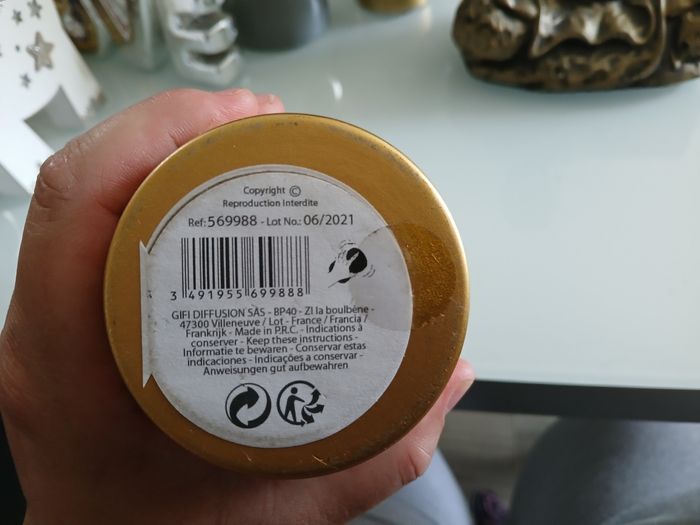 Copyright ©
Reproduction Interdite
Ref: 569988 - Lot No.: 06/2021
3 491955 699888
GIFI DIFFUSION SAS - BP40 - ZI la boulbène -
47300 Villeneuve / Lot - France / Francia /
Frankrijk - Made in P.R.C. - Indications à
conserver - Keep these instructions -
Informatie te bewaren - Conservar estas
indicaciones - Indicações a conservar -
Anweisungen gut aufbewahren